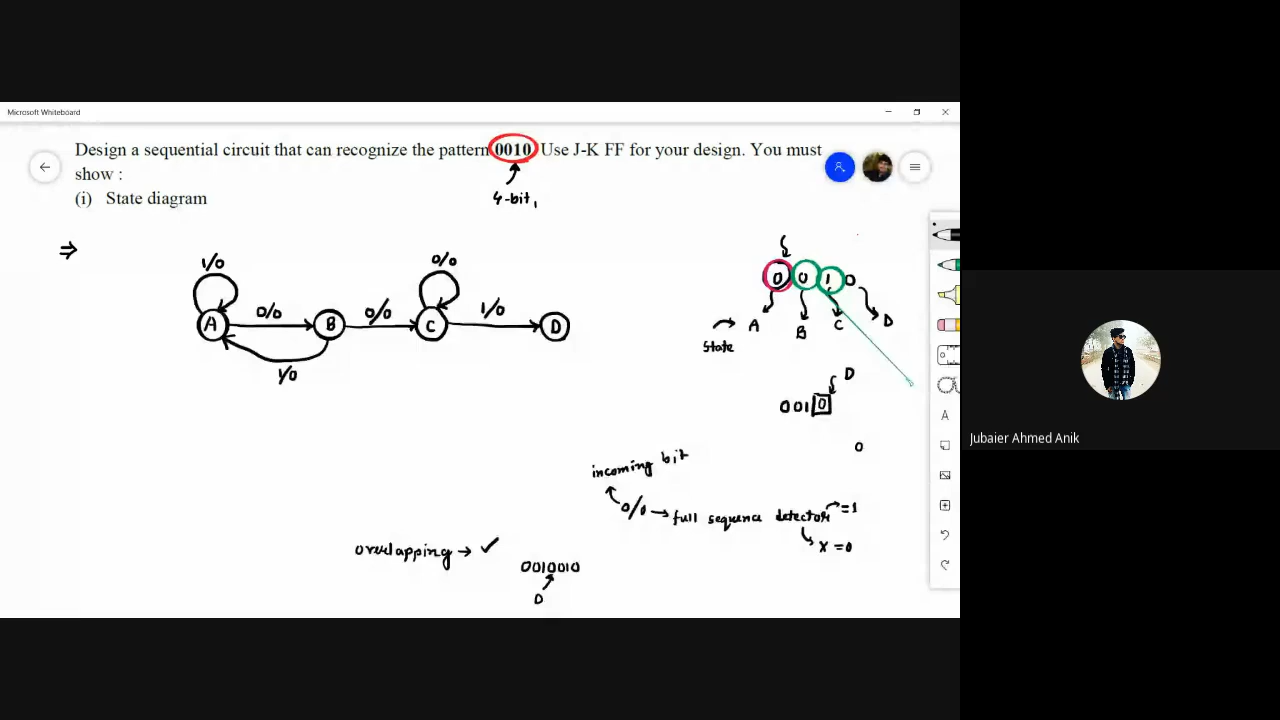 Microsoft Whiteboard
Design a sequential circuit that can recognize the pattern 0010 Use J-K FF for your design. You must
show :
(i) State diagram
4-bit,
1/0
0/0
0 0 1 0
A
0/0
B
0/0
C
1/0
D
1/0
State
A
B
C
D
D
0010
0
incoming bit
0/0 → full sequence detector =1
X = 0
overlapping → ✓
0010010
D
A
Jubaier Ahmed Anik